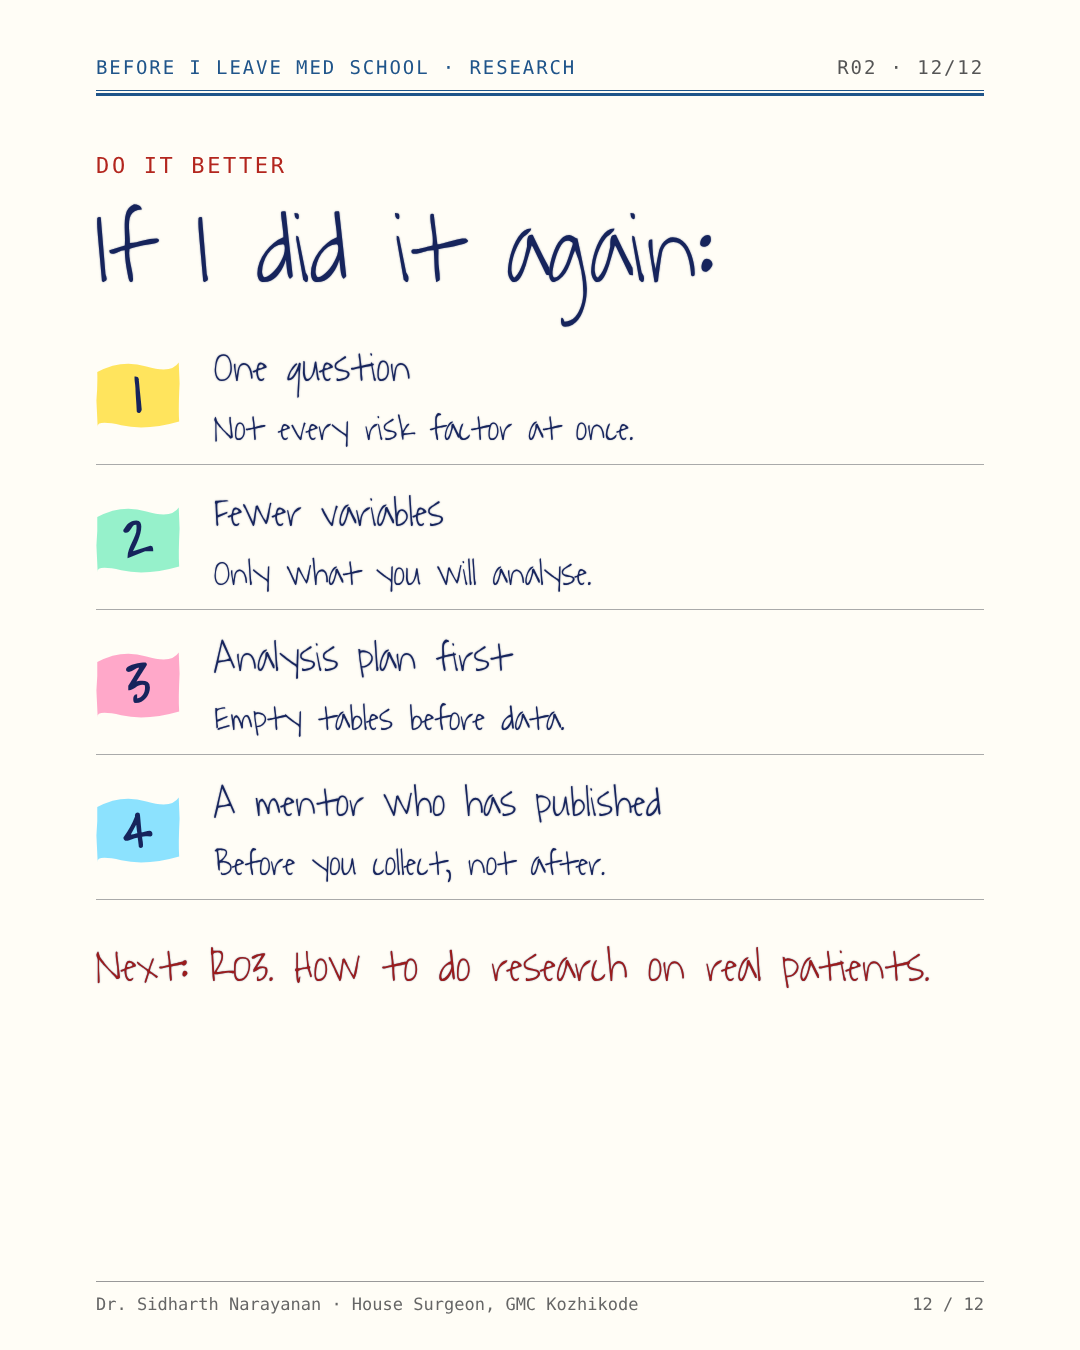 BEFORE I LEAVE MED SCHOOL · RESEARCH
R02 · 12/12
DO IT BETTER
If I did it again:
1
One question
Not every risk factor at once.
2
Fewer variables
Only what you will analyse.
3
Analysis plan first
Empty tables before data.
4
A mentor who has published
Before you collect, not after.
Next: R03. How to do research on real patients.
Dr. Sidharth Narayanan · House Surgeon, GMC Kozhikode
12 / 12